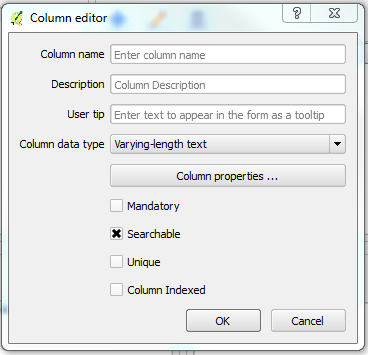 Column editor
Column name Enter column name
Description Column Description
User tip Enter text to appear in the form as a tooltip
Column data type Varying-length text
Column properties ...
Mandatory
Searchable
Unique
Column Indexed
OK Cancel